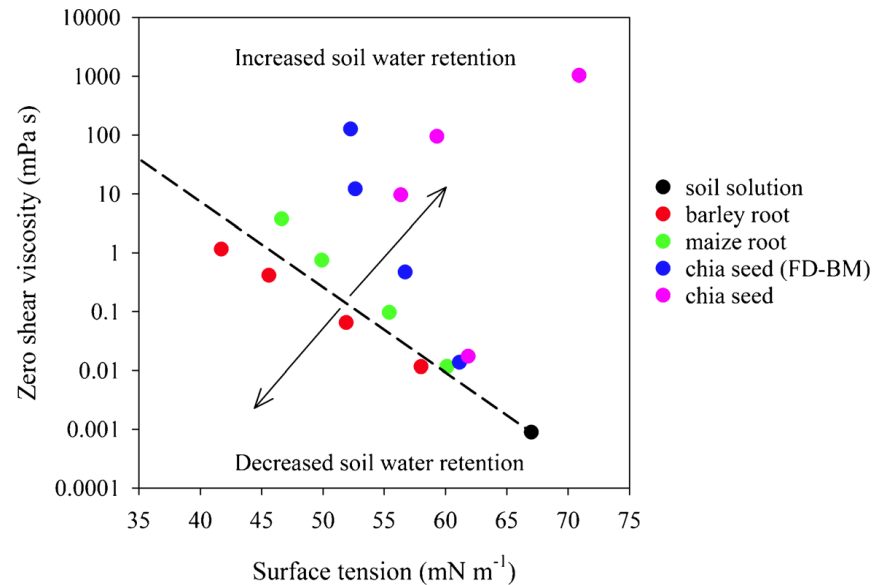 10000
1000
100
10
1
0.1
0.01
0.001
0.0001
Zero shear viscosity (mPa s)
Increased soil water retention
Decreased soil water retention
35 40 45 50 55 60 65 70 75
Surface tension (mN m⁻¹)
soil solution
barley root
maize root
chia seed (FD-BM)
chia seed